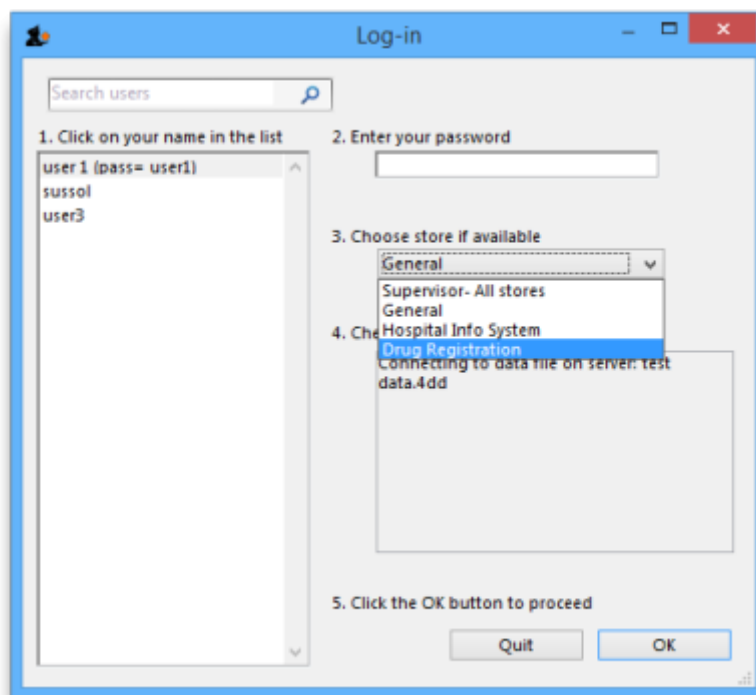 Log-in
Search users
1. Click on your name in the list
user 1 (pass= user1)
sussol
user3
2. Enter your password
3. Choose store if available
General
Supervisor- All stores
General
Hospital Info System
Drug Registration
4. Che
Connecting to data file on server: test
data.4dd
5. Click the OK button to proceed
Quit
OK